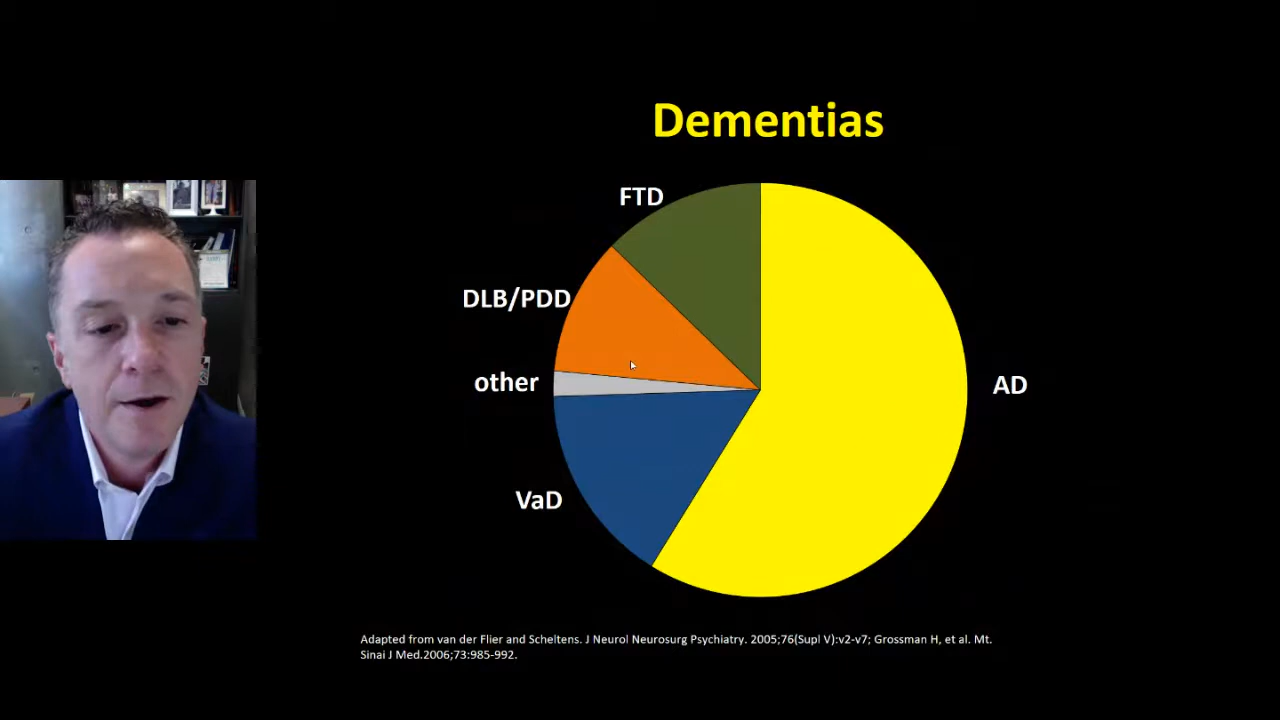 Dementias
FTD
DLB/PDD
other
AD
VaD
Adapted from van der Flier and Scheltens. J Neurol Neurosurg Psychiatry. 2005;76(Supl V):v2-v7; Grossman H, et al. Mt.
Sinai J Med.2006;73:985-992.